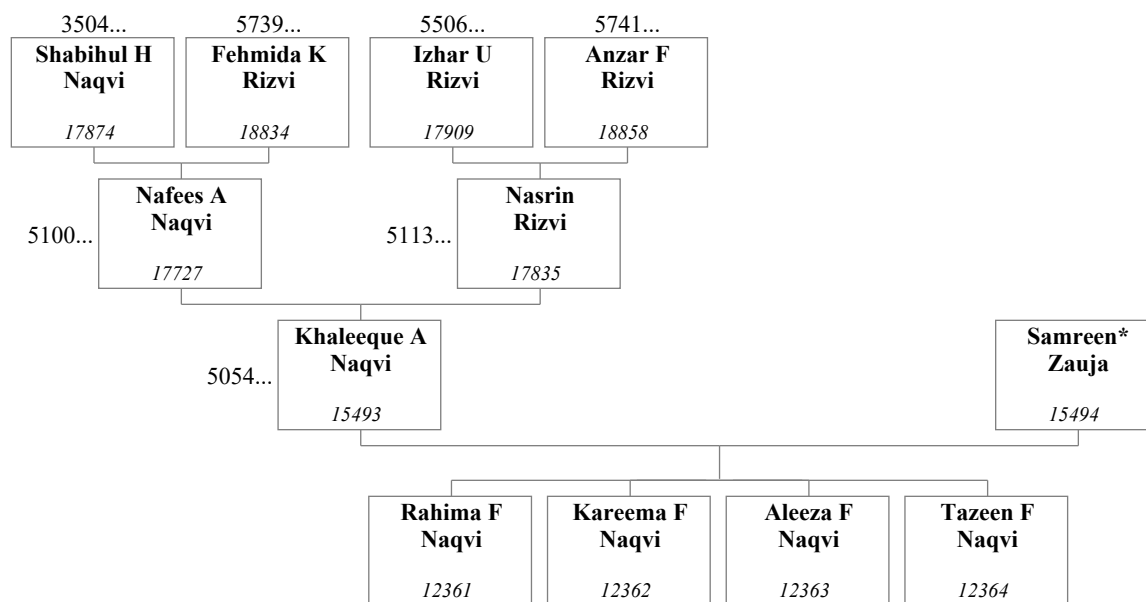 3504... 5739... 5506... 5741...
Shabihul H Fehmida K Izhar U Anzar F
Naqvi Rizvi Rizvi Rizvi
17874 18834 17909 18858
Nafees A Nasrin
Naqvi Rizvi
5100... 5113...
17727 17835
Khaleeque A Samreen*
Naqvi Zauja
5054...
15493 15494
Rahima F Kareema F Aleeza F Tazeen F
Naqvi Naqvi Naqvi Naqvi
12361 12362 12363 12364